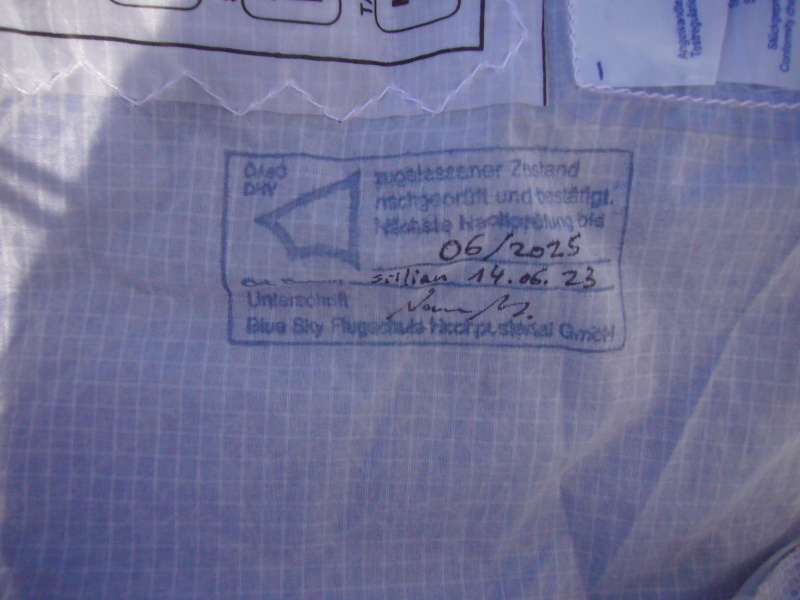 ÖAeC
DHV
zugelassener Zustand
nachgeprüft und bestätigt.
Nächste Nachprüfung bis
06/2025
Sillian 14.06.23
Unterschrift
Blue Sky Flugschule Hochpustertal GmbH